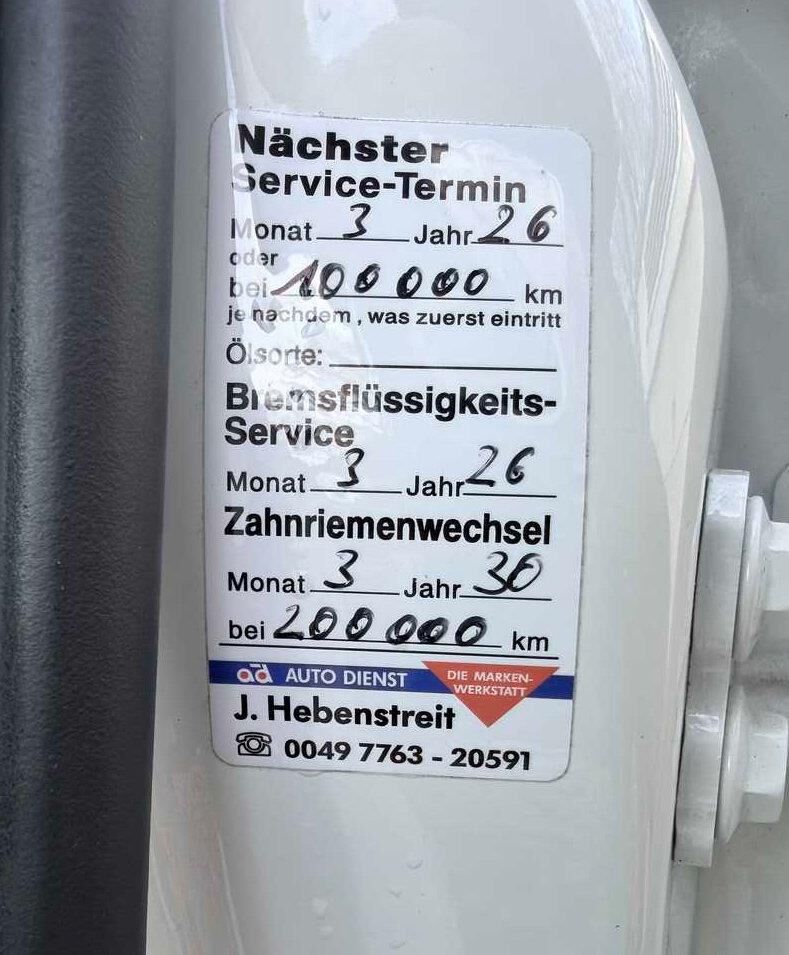 Nächster
Service-Termin
Monat 3 Jahr 26
oder
bei 100 000 km
je nachdem, was zuerst eintritt
Ölsorte:
Bremsflüssigkeits-
Service
Monat 3 Jahr 26
Zahnriemenwechsel
Monat 3 Jahr 30
bei 200 000 km
ad AUTO DIENST
DIE MARKEN-
WERKSTATT
J. Hebenstreit
☎ 0049 7763 - 20591